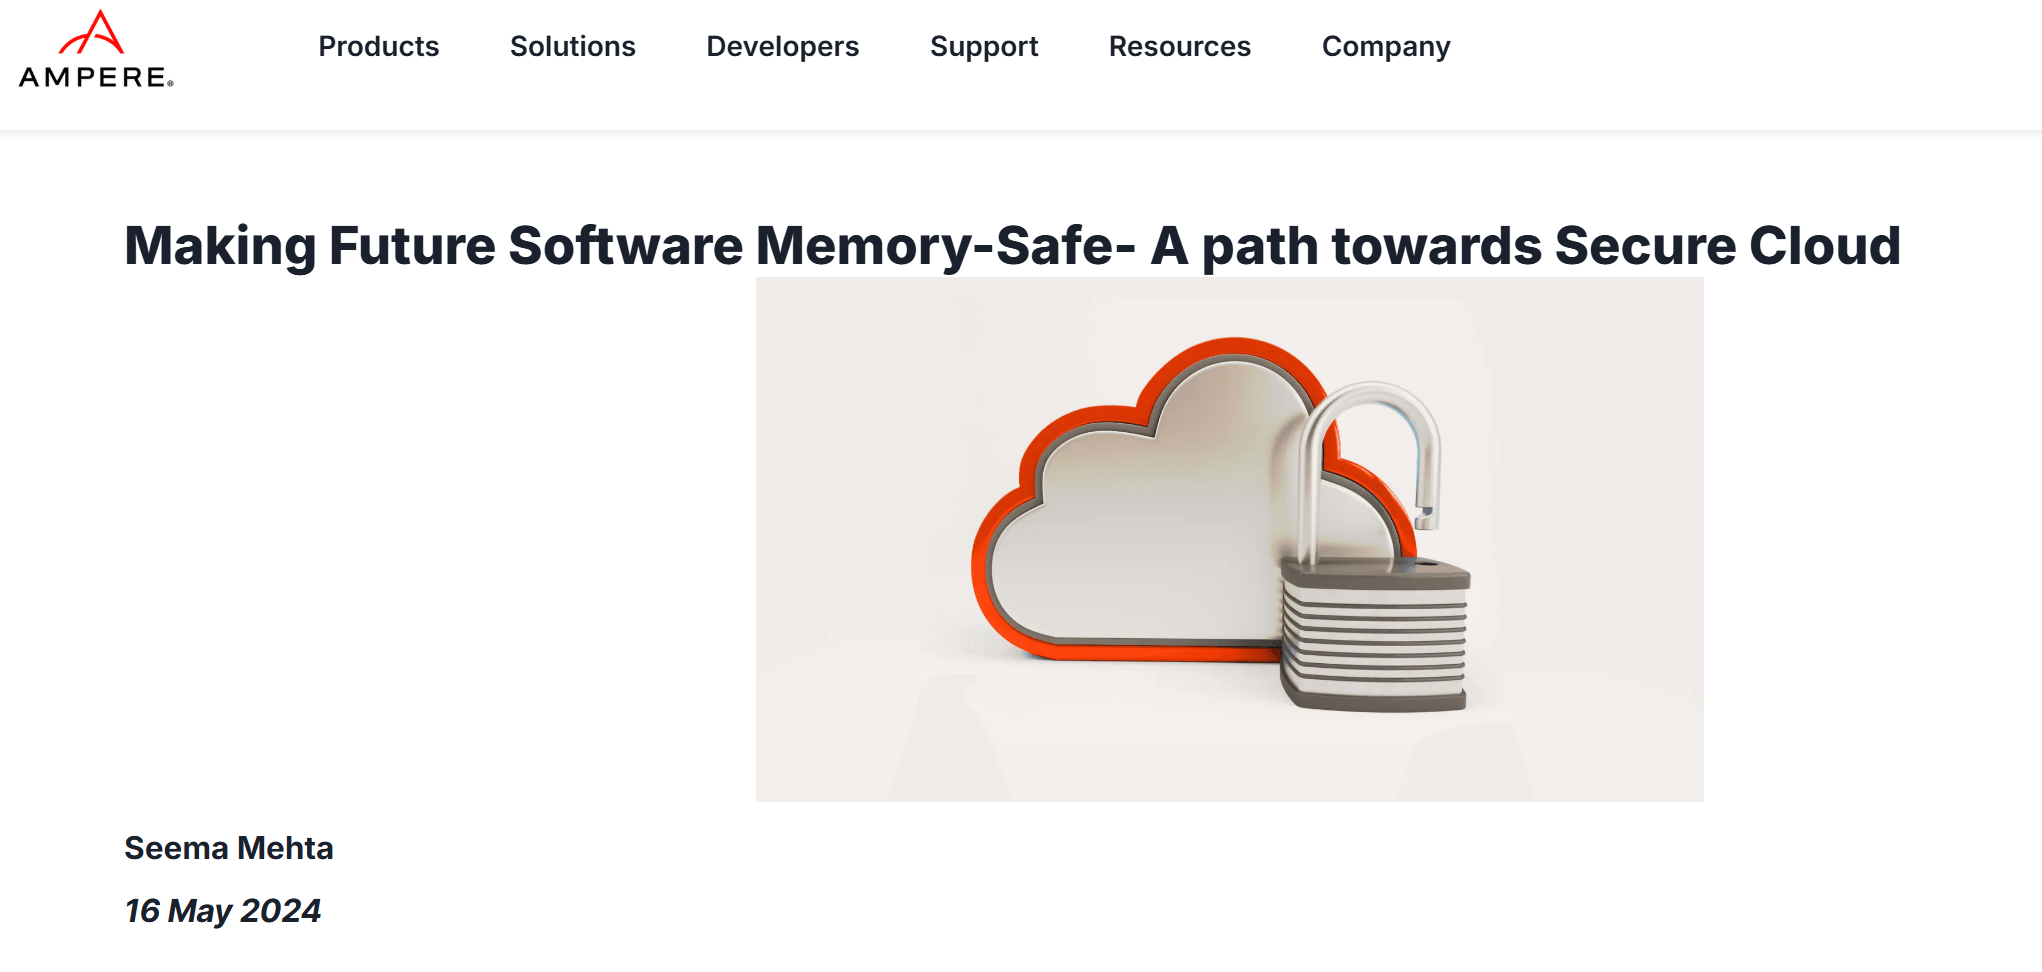 AMPERE®
Products Solutions Developers Support Resources Company
Making Future Software Memory-Safe- A path towards Secure Cloud
Seema Mehta
16 May 2024